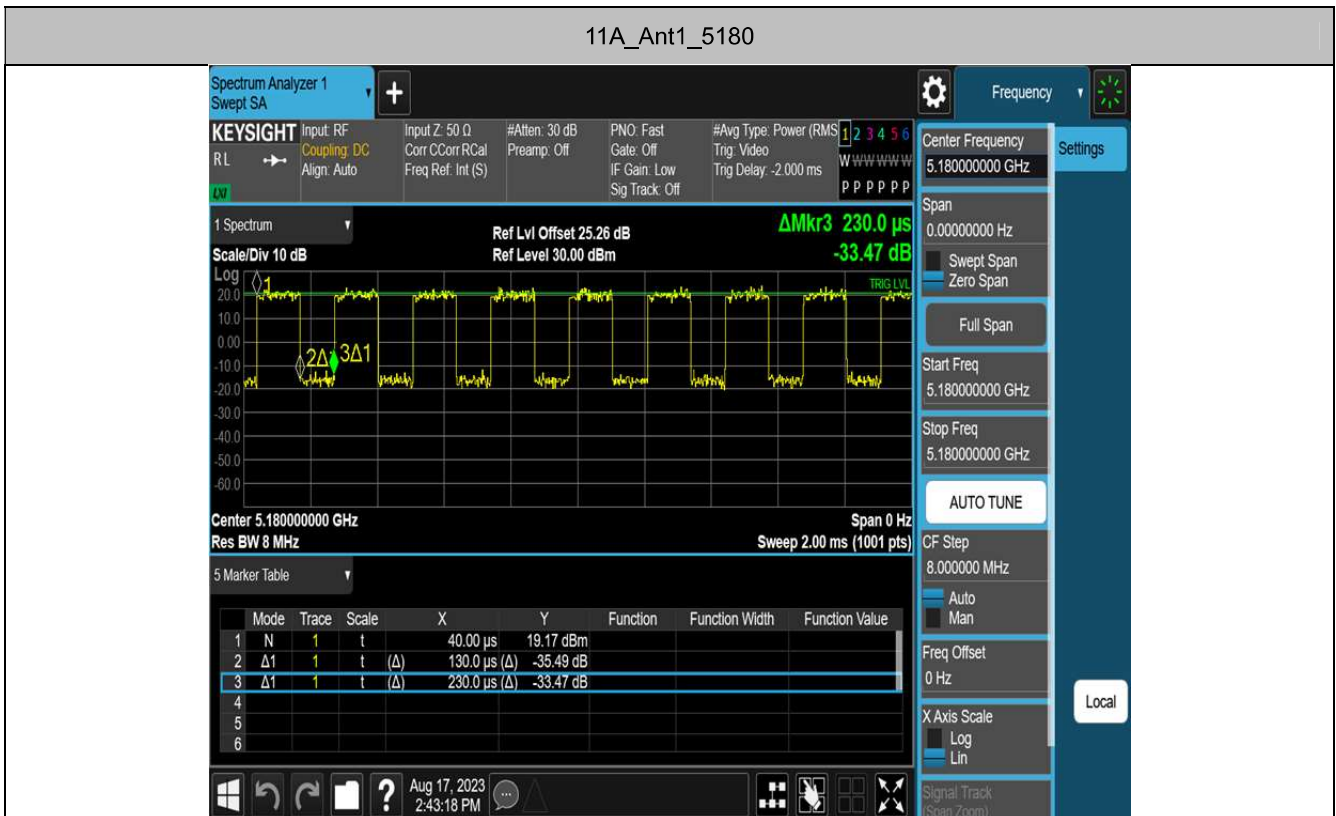 11A_Ant1_5180
Spectrum Analyzer 1
Swept SA
+
Frequency
KEYSIGHT
RL
LXI
Input: RF
Coupling: DC
Align: Auto
Input Z: 50 Ω
Corr CCorr RCal
Freq Ref: Int (S)
#Atten: 30 dB
Preamp: Off
PNO: Fast
Gate: Off
IF Gain: Low
Sig Track: Off
#Avg Type: Power (RMS
Trig: Video
Trig Delay: -2.000 ms
1 2 3 4 5 6
W W W W W W
P P P P P P
1 Spectrum
Scale/Div 10 dB
Ref Lvl Offset 25.26 dB
Ref Level 30.00 dBm
ΔMkr3 230.0 µs
-33.47 dB
Log
TRIG LVL
1
2Δ1
3Δ1
20.0
10.0
0.00
-10.0
-20.0
-30.0
-40.0
-50.0
-60.0
Center 5.180000000 GHz
Span 0 Hz
Res BW 8 MHz
Sweep 2.00 ms (1001 pts)
5 Marker Table
Mode Trace Scale X Y Function Function Width Function Value
1 N 1 t 40.00 µs 19.17 dBm
2 Δ1 1 t (Δ) 130.0 µs (Δ) -35.49 dB
3 Δ1 1 t (Δ) 230.0 µs (Δ) -33.47 dB
4
5
6
Center Frequency
5.180000000 GHz
Span
0.00000000 Hz
Swept Span
Zero Span
Full Span
Start Freq
5.180000000 GHz
Stop Freq
5.180000000 GHz
AUTO TUNE
CF Step
8.000000 MHz
Auto
Man
Freq Offset
0 Hz
X Axis Scale
Log
Lin
Signal Track
(Span Zoom)
Settings
Local
?
Aug 17, 2023
2:43:18 PM